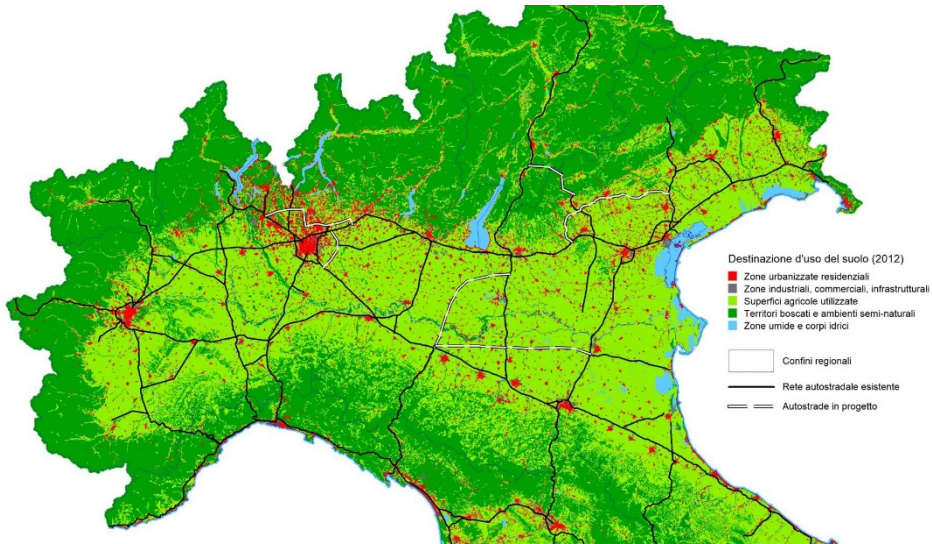 Destinazione d'uso del suolo (2012)
Zone urbanizzate residenziali
Zone industriali, commerciali, infrastrutturali
Superfici agricole utilizzate
Territori boscati e ambienti semi-naturali
Zone umide e corpi idrici
Confini regionali
Rete autostradale esistente
Autostrade in progetto